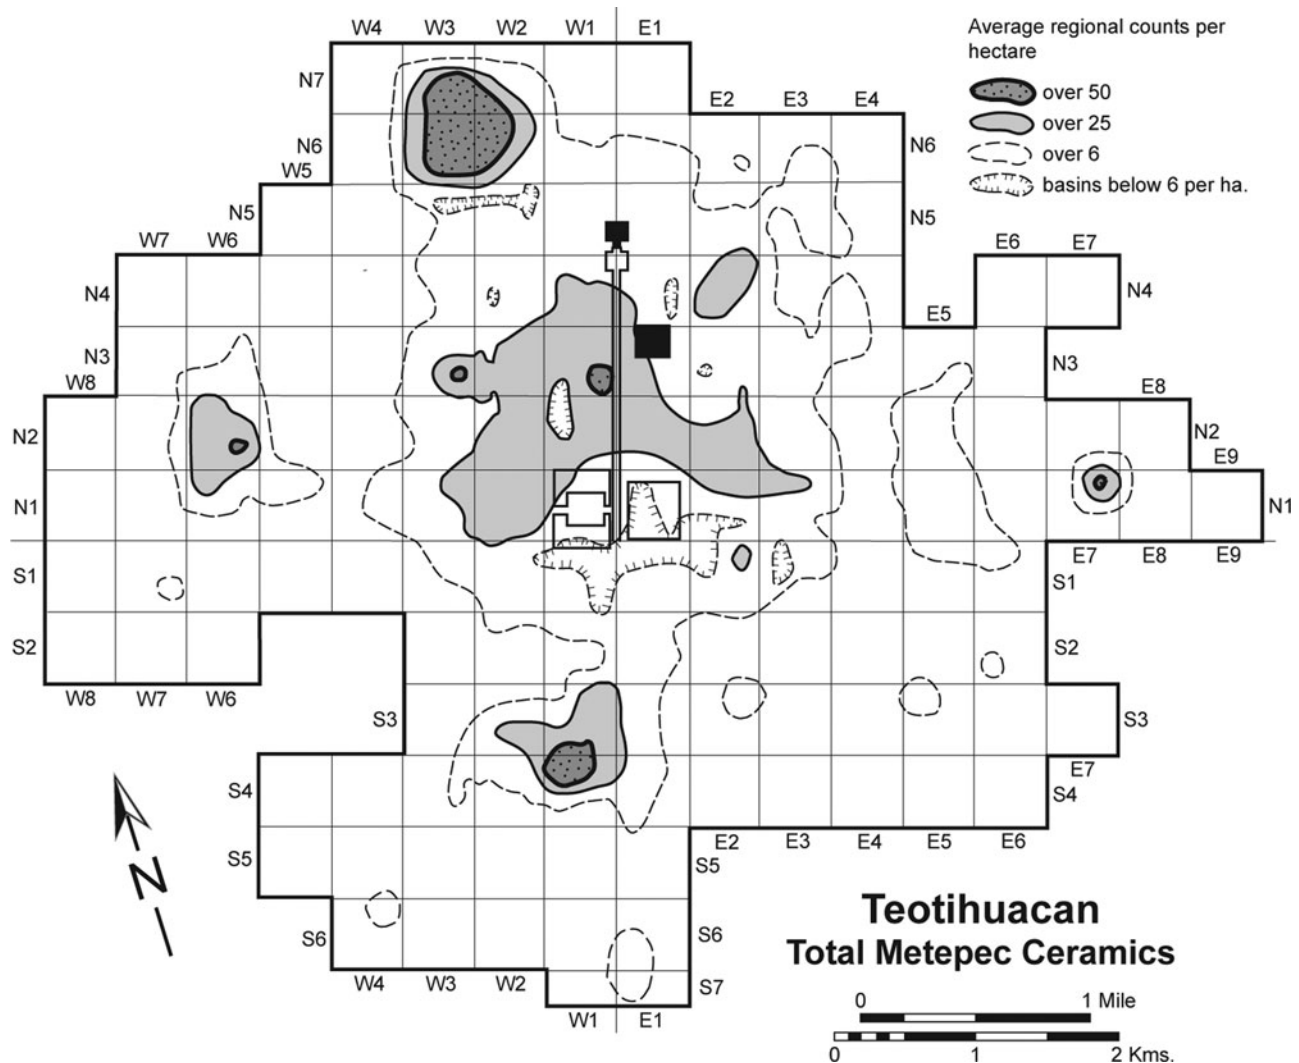 Average regional counts per
hectare
over 50
over 25
over 6
basins below 6 per ha.
W4 W3 W2 W1 E1
N7
E2 E3 E4
N6 N6
W5
N5 N5
W7 W6 E6 E7
N4 N4
E5
N3 N3
W8 E8
N2 N2
E9
N1 N1
E7 E8 E9
S1 S1
S2 S2
W8 W7 W6
S3 S3
E7
S4 S4
E2 E3 E4 E5 E6
S5 S5
S6 S6
W4 W3 W2
S7
W1 E1
N
Teotihuacan
Total Metepec Ceramics
0 1 Mile
0 1 2 Kms.